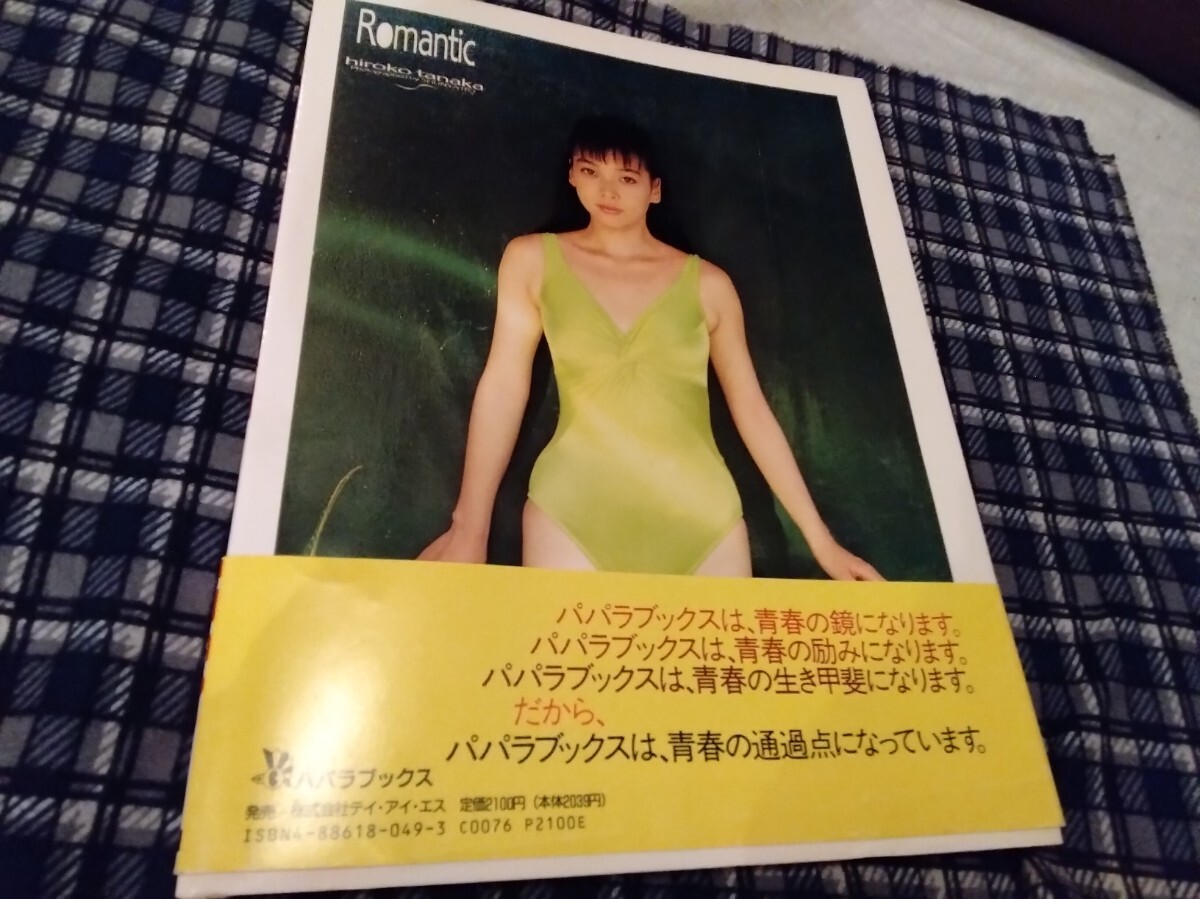 Romantic
hiroko tanaka
パパラブックスは、青春の鏡になります。
パパラブックスは、青春の励みになります。
パパラブックスは、青春の生き甲斐になります。
だから、
パパラブックスは、青春の通過点になっています。
パパラブックス
発売 株式会社テイ・アイ・エス 定価2100円(本体2039円)
ISBN4-88618-049-3 C0076 P2100E